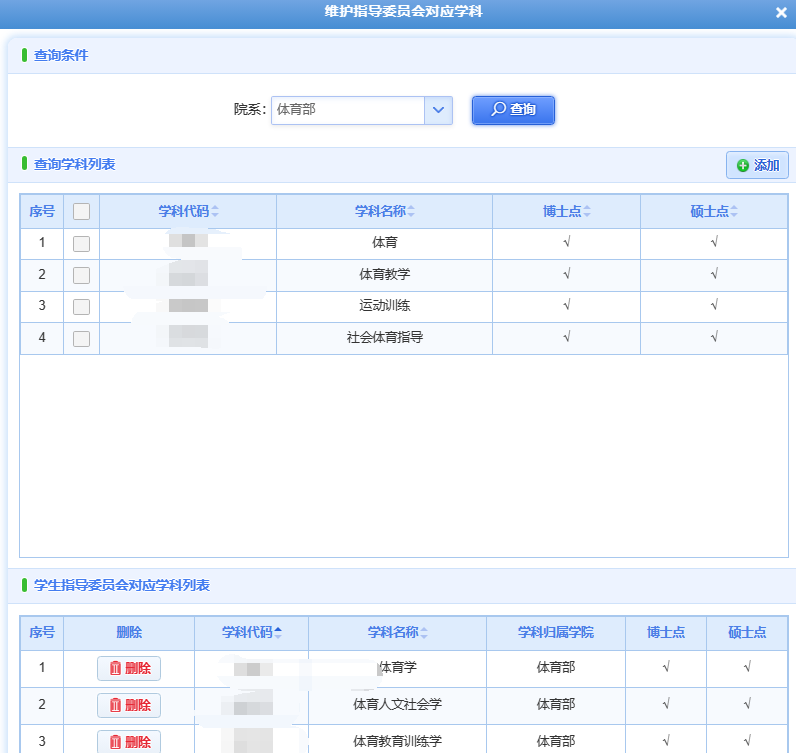 维护指导委员会对应学科
查询条件
院系: 体育部 查询
查询学科列表 添加
序号 学科代码 学科名称 博士点 硕士点
1 体育 √ √
2 体育教学 √ √
3 运动训练 √ √
4 社会体育指导 √ √
学生指导委员会对应学科列表
序号 删除 学科代码 学科名称 学科归属学院 博士点 硕士点
1 删除 体育学 体育部 √ √
2 删除 体育人文社会学 体育部 √ √
3 删除 体育教育训练学 体育部 √ √